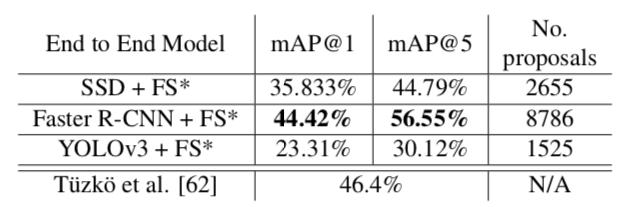 End to End Model mAP@1 mAP@5 No. proposals
SSD + FS* 35.833% 44.79% 2655
Faster R-CNN + FS* 44.42% 56.55% 8786
YOLOv3 + FS* 23.31% 30.12% 1525
Tüzkö et al. [62] 46.4% N/A